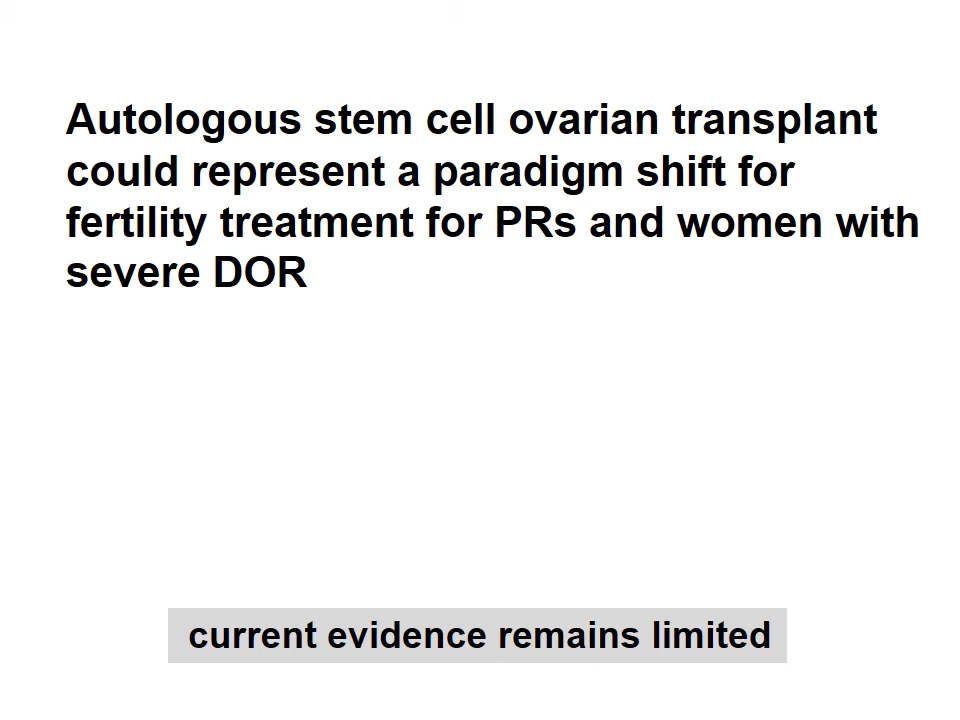 Autologous stem cell ovarian transplant
could represent a paradigm shift for
fertility treatment for PRs and women with
severe DOR
current evidence remains limited